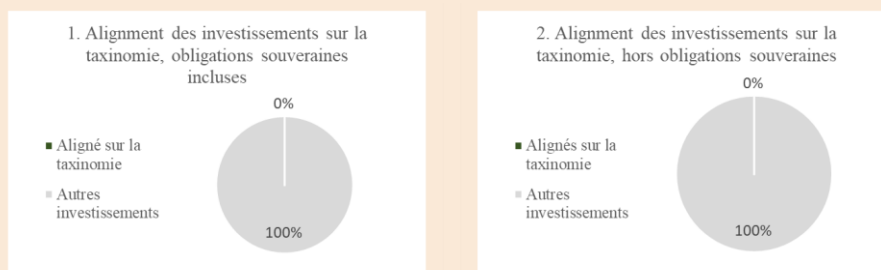 1. Alignment des investissements sur la
taxinomie, obligations souveraines
incluses
0%
Aligné sur la
taxinomie
Autres
investissements
100%
2. Alignment des investissements sur la
taxinomie, hors obligations souveraines
0%
Alignés sur la
taxinomie
Autres
investissements
100%